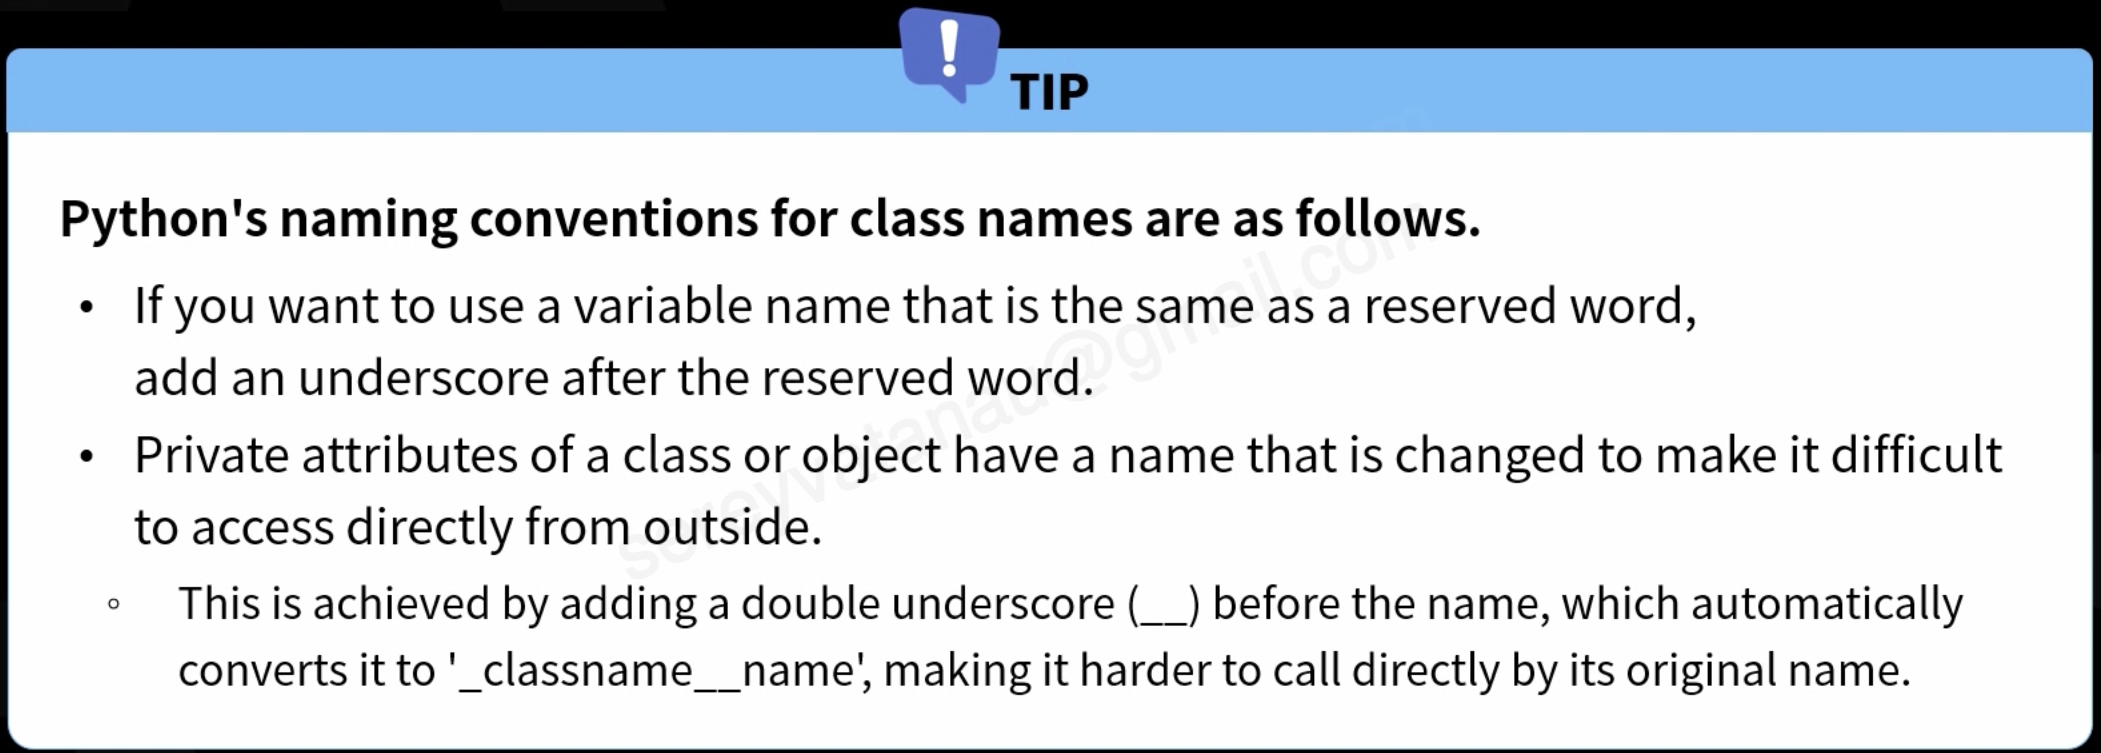 TIP
Python's naming conventions for class names are as follows.
• If you want to use a variable name that is the same as a reserved word,
add an underscore after the reserved word.
• Private attributes of a class or object have a name that is changed to make it difficult
to access directly from outside.
◦ This is achieved by adding a double underscore (__) before the name, which automatically
converts it to '_classname__name', making it harder to call directly by its original name.